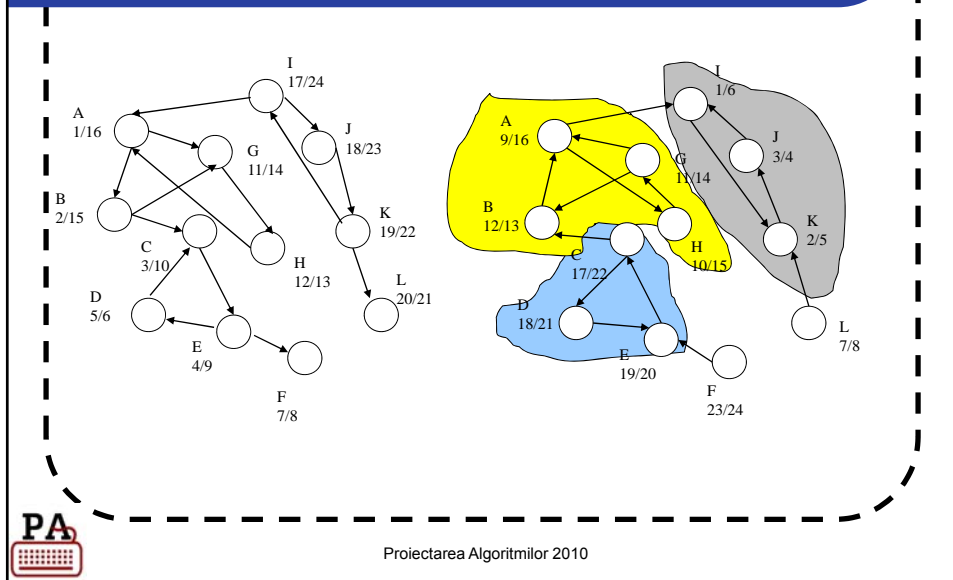 I
17/24
A
1/16
J
18/23
G
11/14
B
2/15
K
19/22
C
3/10
H
12/13
L
20/21
D
5/6
E
4/9
F
7/8
I
1/6
A
9/16
J
3/4
G
11/14
B
12/13
K
2/5
H
10/15
C
17/22
D
18/21
L
7/8
E
19/20
F
23/24
PA
Proiectarea Algoritmilor 2010